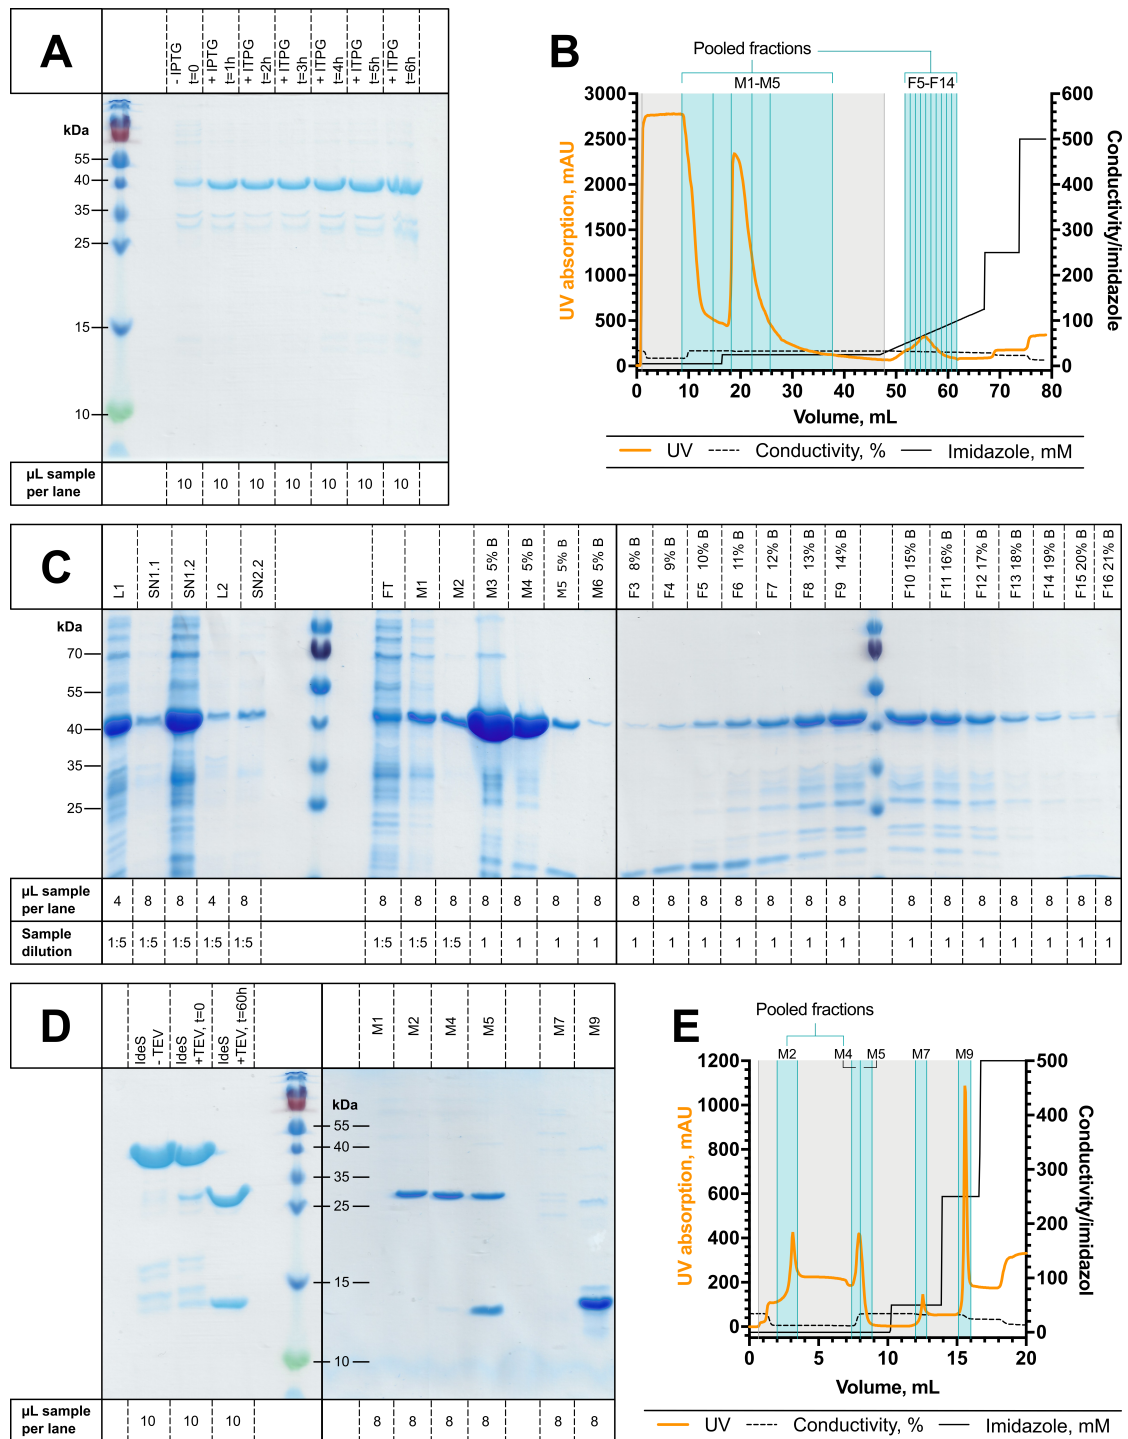 A
- IPTG t=0
+ IPTG t=1h
+ ITPG t=2h
+ ITPG t=3h
+ ITPG t=4h
+ ITPG t=5h
+ ITPG t=6h
kDa
55
40
35
25
15
10
µL sample per lane
10 10 10 10 10 10 10
B
Pooled fractions
M1-M5 F5-F14
3000 2500 2000 1500 1000 500 0
UV absorption, mAU
600 500 400 300 200 100 0
Conductivity/imidazole
0 10 20 30 40 50 60 70 80
Volume, mL
UV Conductivity, % Imidazole, mM
C
L1 SN1.1 SN1.2 L2 SN2.2 FT M1 M2 M3 5% B M4 5% B M5 5% B M6 5% B F3 8% B F4 9% B F5 10% B F6 11% B F7 12% B F8 13% B F9 14% B F10 15% B F11 16% B F12 17% B F13 18% B F14 19% B F15 20% B F16 21% B
kDa
70
55
40
35
25
µL sample per lane
4 8 8 4 8 8 8 8 8 8 8 8 8 8 8 8 8 8 8 8 8 8 8 8 8 8
Sample dilution
1:5 1:5 1:5 1:5 1:5 1:5 1:5 1:5 1 1 1 1 1 1 1 1 1 1 1 1 1 1 1 1 1 1
D
IdeS - TEV
IdeS +TEV, t=0
IdeS +TEV, t=60h
M1 M2 M4 M5 M7 M9
kDa
55
40
35
25
15
10
µL sample per lane
10 10 10 8 8 8 8 8 8
E
Pooled fractions
M2 M4 M5 M7 M9
1200 1000 800 600 400 200 0
UV absorption, mAU
500 400 300 200 100 0
Conductivity/imidazol
0 5 10 15 20
Volume, mL
UV Conductivity, % Imidazole, mM